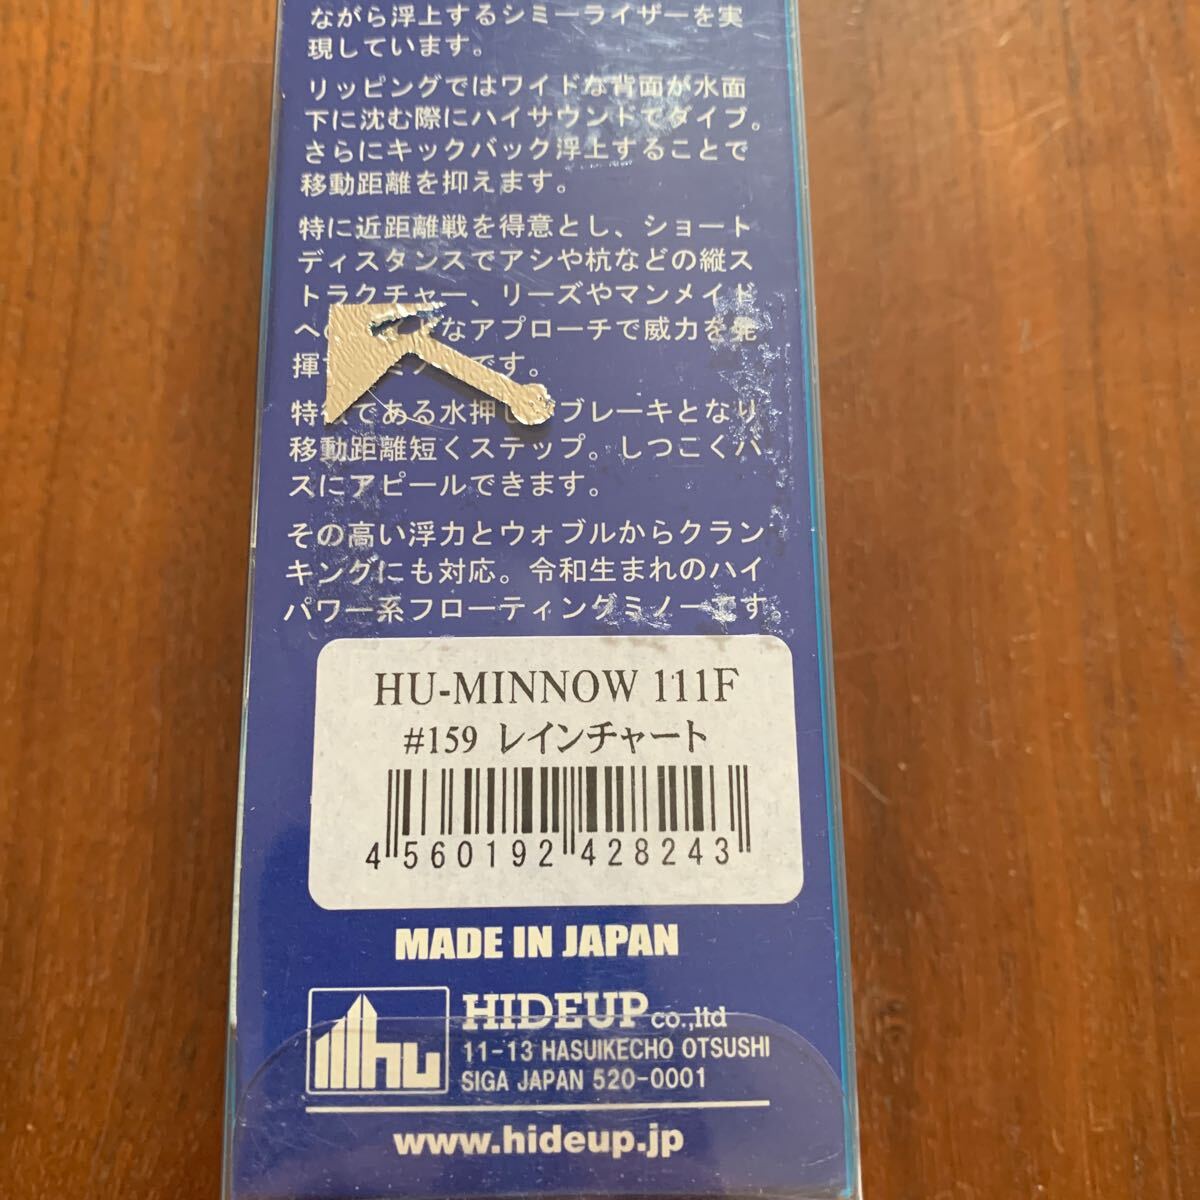 ながら浮上するシミーライザーを実
現しています。
リッピングではワイドな背面が水面
下に沈む際にハイサウンドでダイブ。
さらにキックバック浮上することで
移動距離を抑えます。
特に近距離戦を得意とし、ショート
ディスタンスでアシや杭などの縦ス
トラクチャー、リーズやマンメイド
への なアプローチで威力を発
揮 です。
特 である水押し ブレーキとなり
移動距離短くステップ。しつこくバ
スにアピールできます。
その高い浮力とウォブルからクラン
キングにも対応。令和生まれのハイ
パワー系フローティングミノーです。
HU-MINNOW 111F
#159 レインチャート
4 560192 428243
MADE IN JAPAN
hu HIDEUP co.,ltd
11-13 HASUIKECHO OTSUSHI
SIGA JAPAN 520-0001
www.hideup.jp